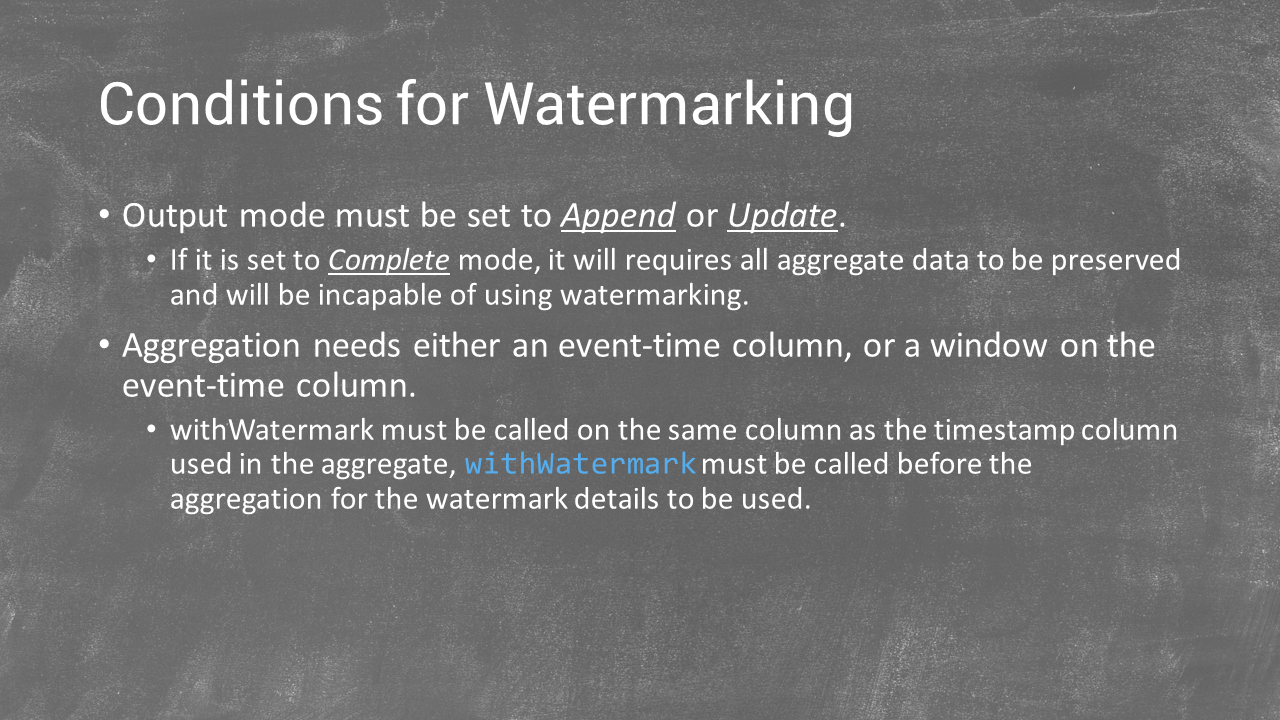 Conditions for Watermarking
• Output mode must be set to Append or Update.
• If it is set to Complete mode, it will requires all aggregate data to be preserved
and will be incapable of using watermarking.
• Aggregation needs either an event-time column, or a window on the
event-time column.
• withWatermark must be called on the same column as the timestamp column
used in the aggregate, withWatermark must be called before the
aggregation for the watermark details to be used.